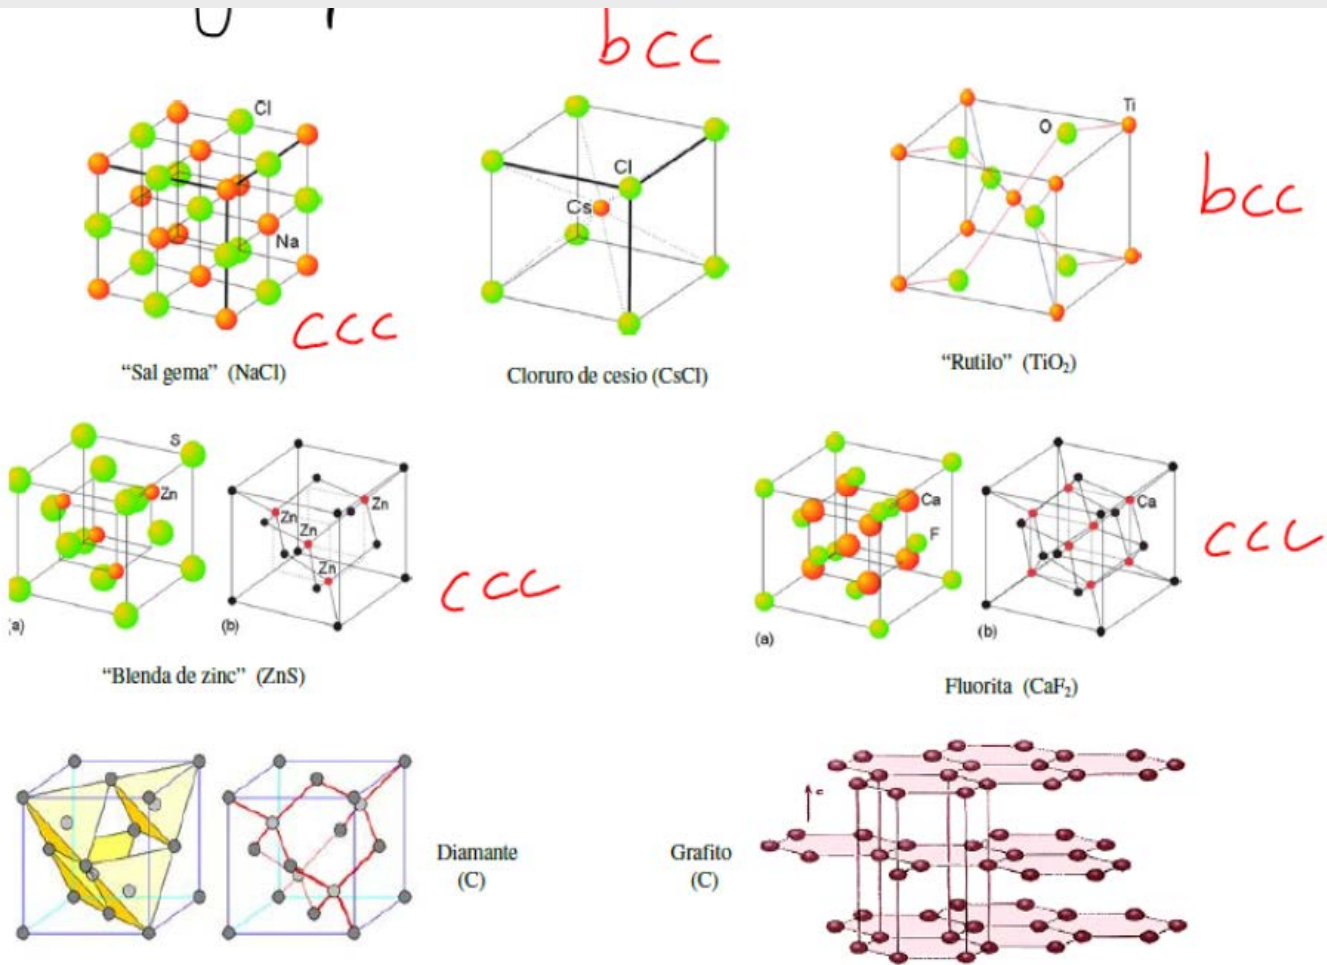 bcc
Cl
Na
ccc
"Sal gema" (NaCl)
Cl
Cs
Cloruro de cesio (CsCl)
Ti
O
bcc
"Rutilo" (TiO₂)
S
Zn
(a)
Zn
Zn
Zn
Zn
(b)
ccc
"Blenda de zinc" (ZnS)
Ca
F
(a)
Ca
(b)
ccc
Fluorita (CaF₂)
Diamante
(C)
Grafito
(C)
c